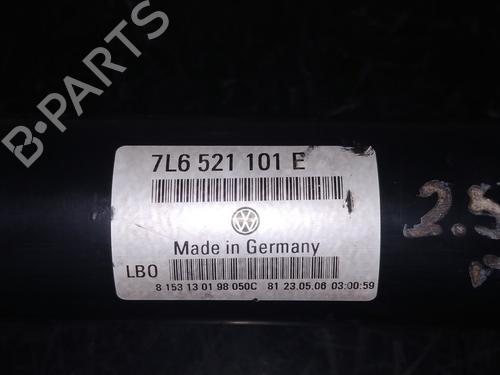 B-PARTS
7L6 521 101 E
Made in Germany
LBO
8 153 13 01 98 050C 81 23.05.06 03:00:59
2.5